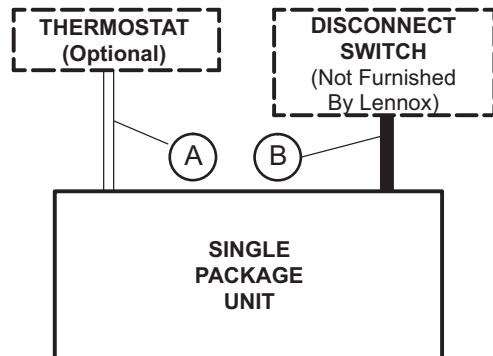 THERMOSTAT
(Optional)
DISCONNECT
SWITCH
(Not Furnished
By Lennox)
A
B
SINGLE
PACKAGE
UNIT